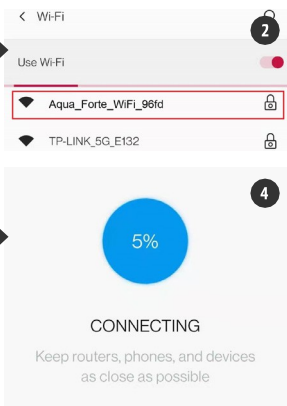 Wi-Fi
2
Use Wi-Fi
Aqua_Forte_WiFi_96fd
TP-LINK_5G_E132
4
5%
CONNECTING
Keep routers, phones, and devices
as close as possible